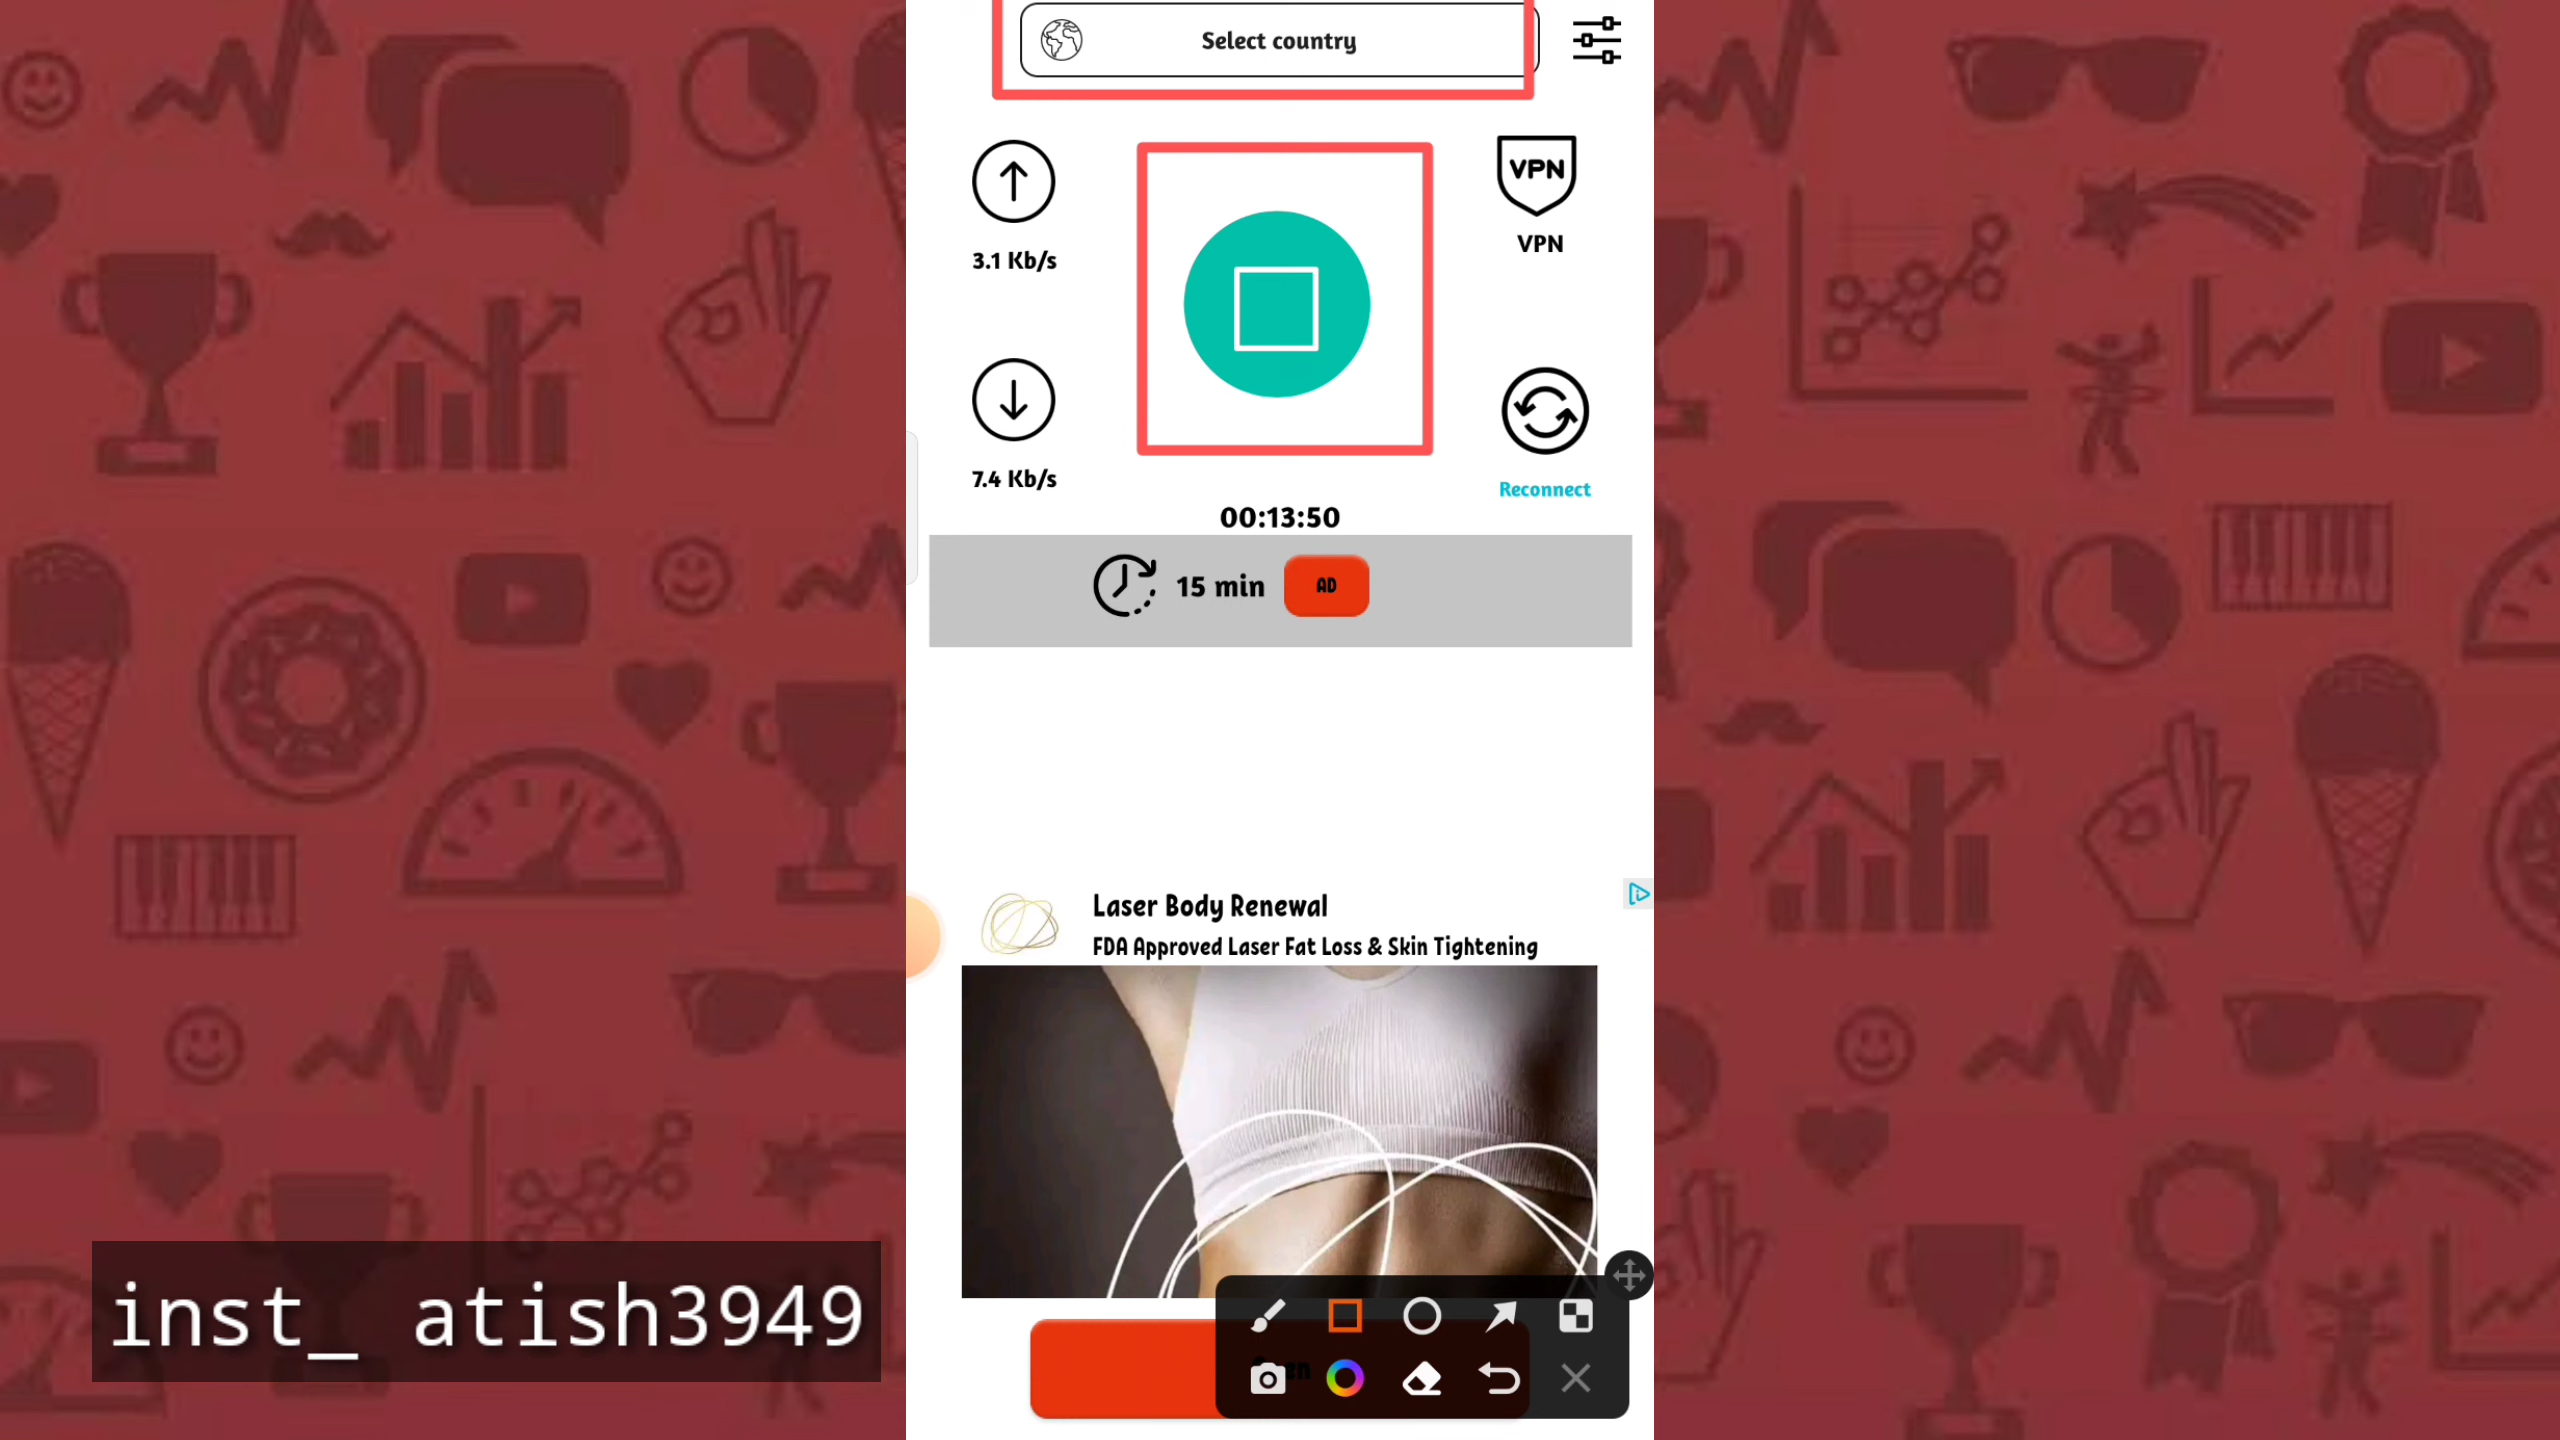 Select country
VPN
VPN
3.1 Kb/s
7.4 Kb/s
Reconnect
00:13:50
15 min AD
Laser Body Renewal
FDA Approved Laser Fat Loss & Skin Tightening
inst_ atish3949